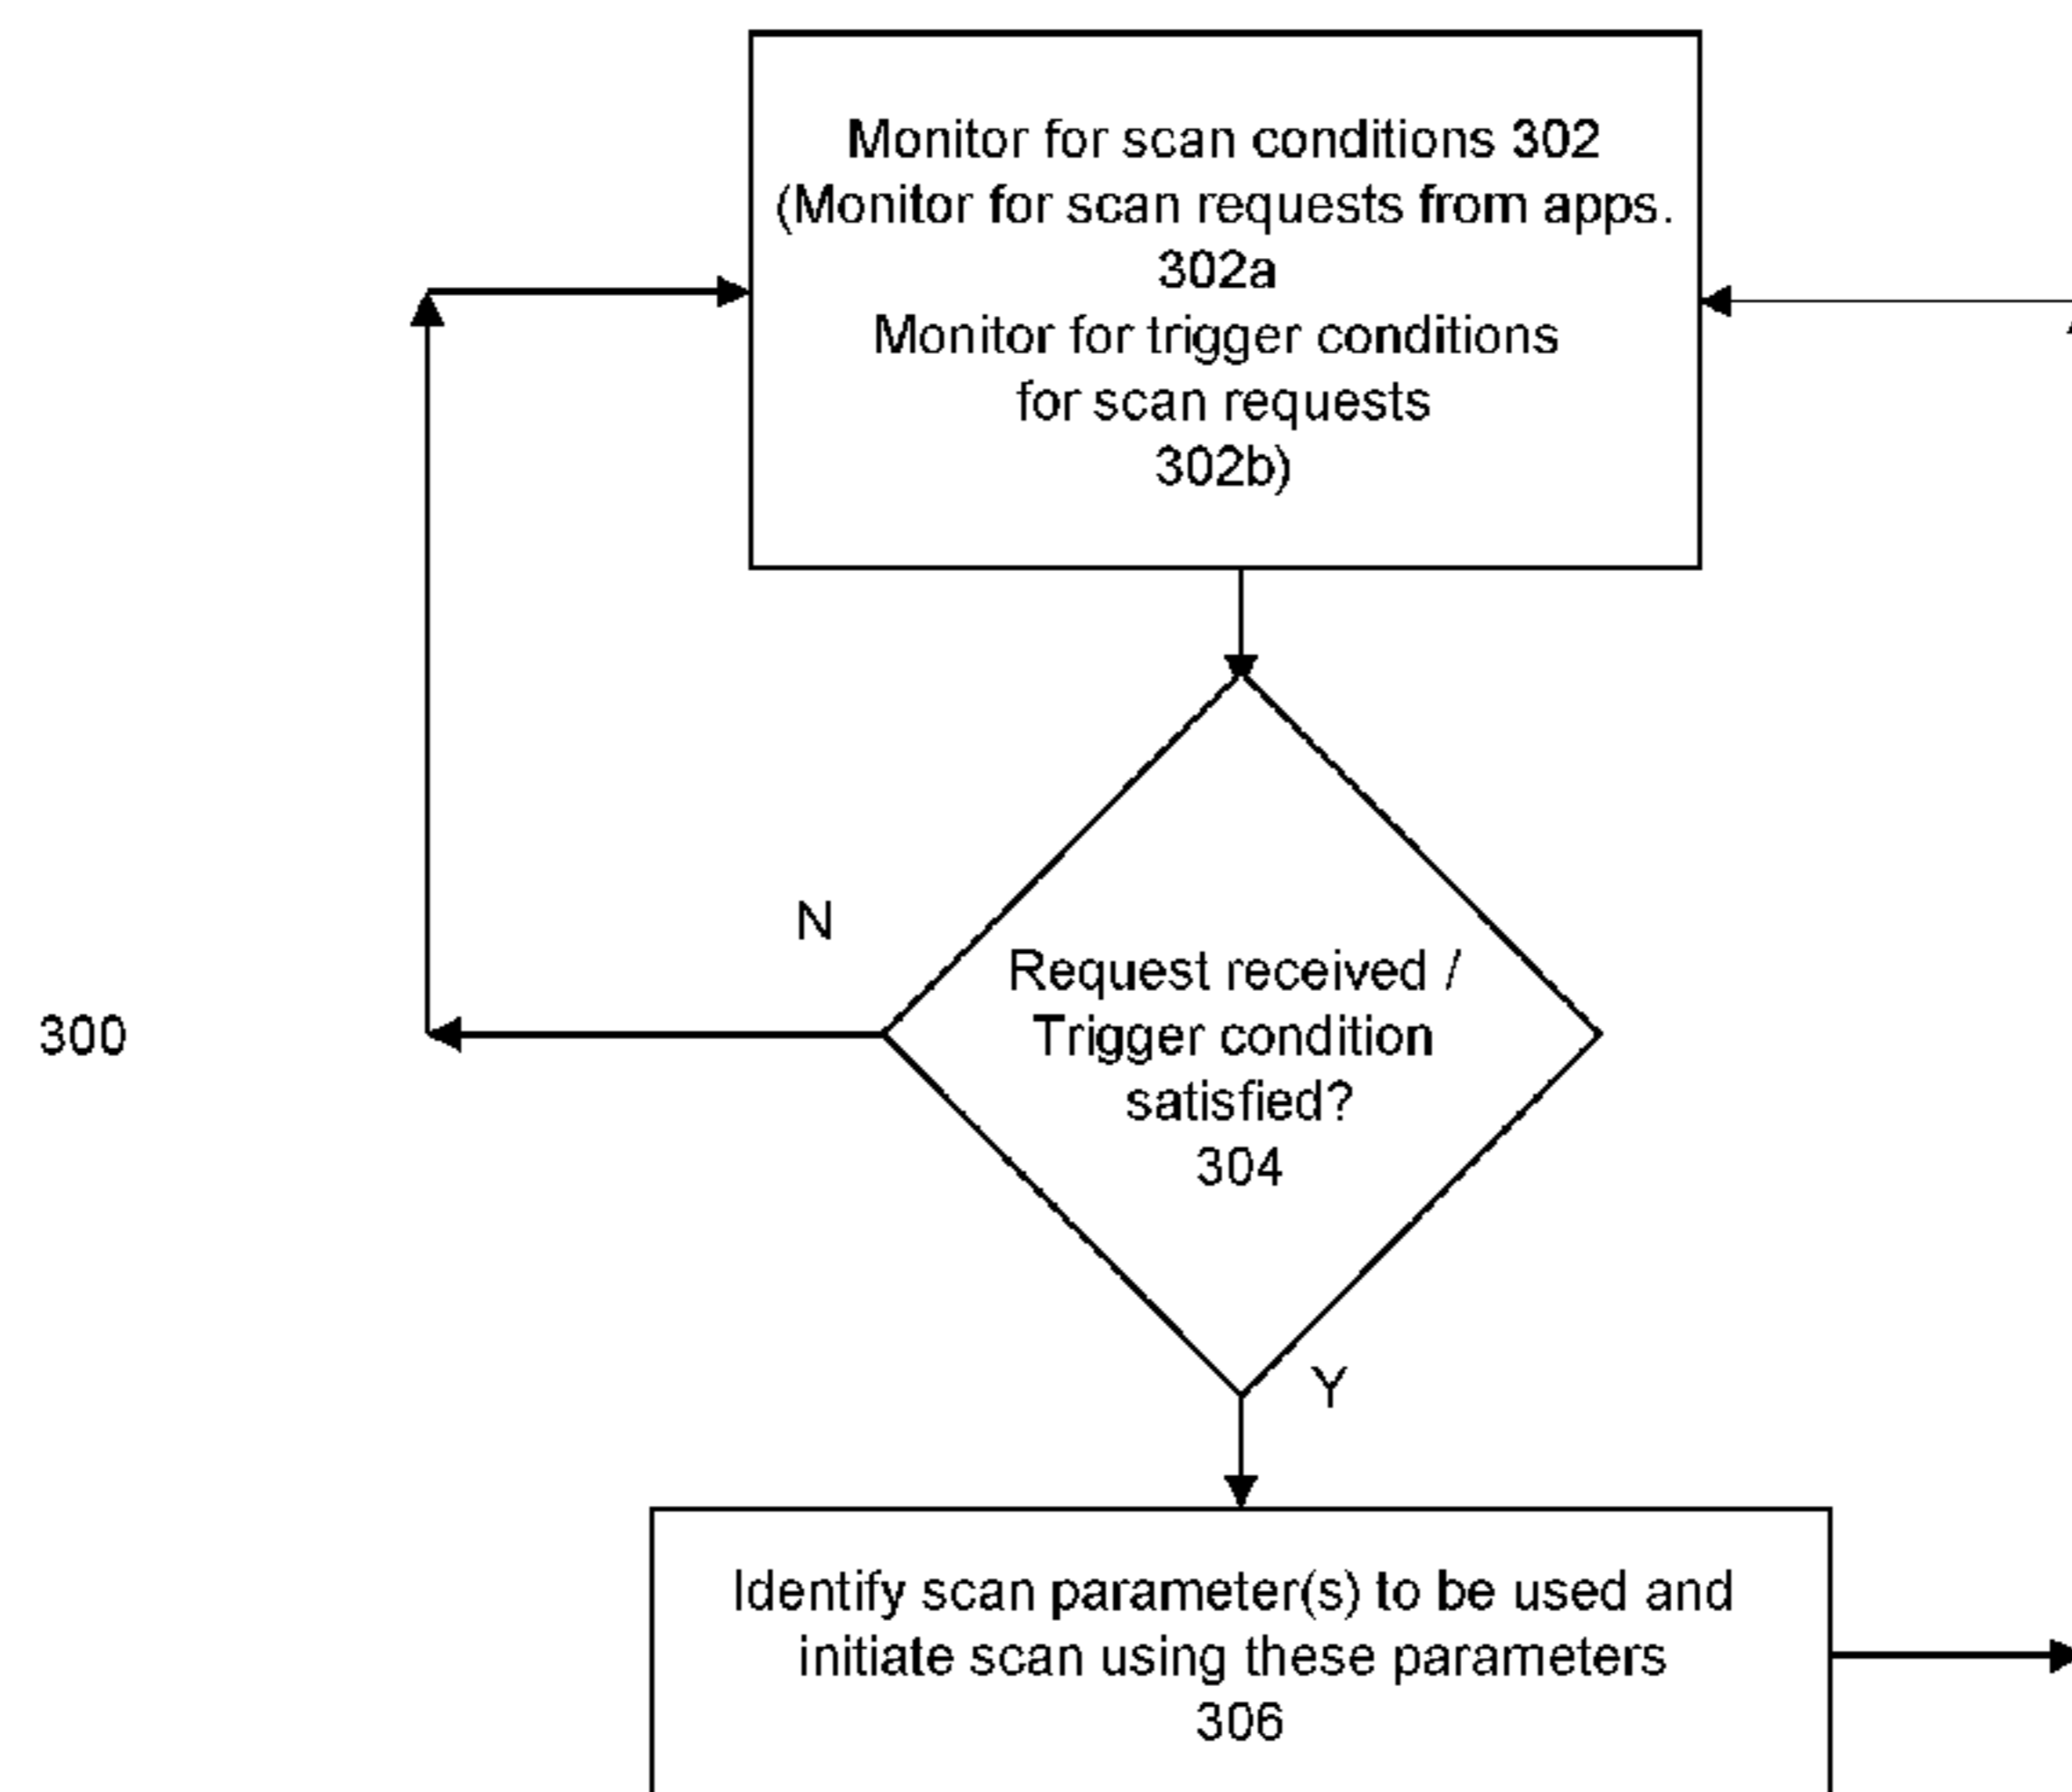 Monitor for scan conditions 302
(Monitor for scan requests from apps.
302a
Monitor for trigger conditions
for scan requests
302b)
N
Request received /
Trigger condition
satisfied?
304
300
Y
Identify scan parameter(s) to be used and
initiate scan using these parameters
306